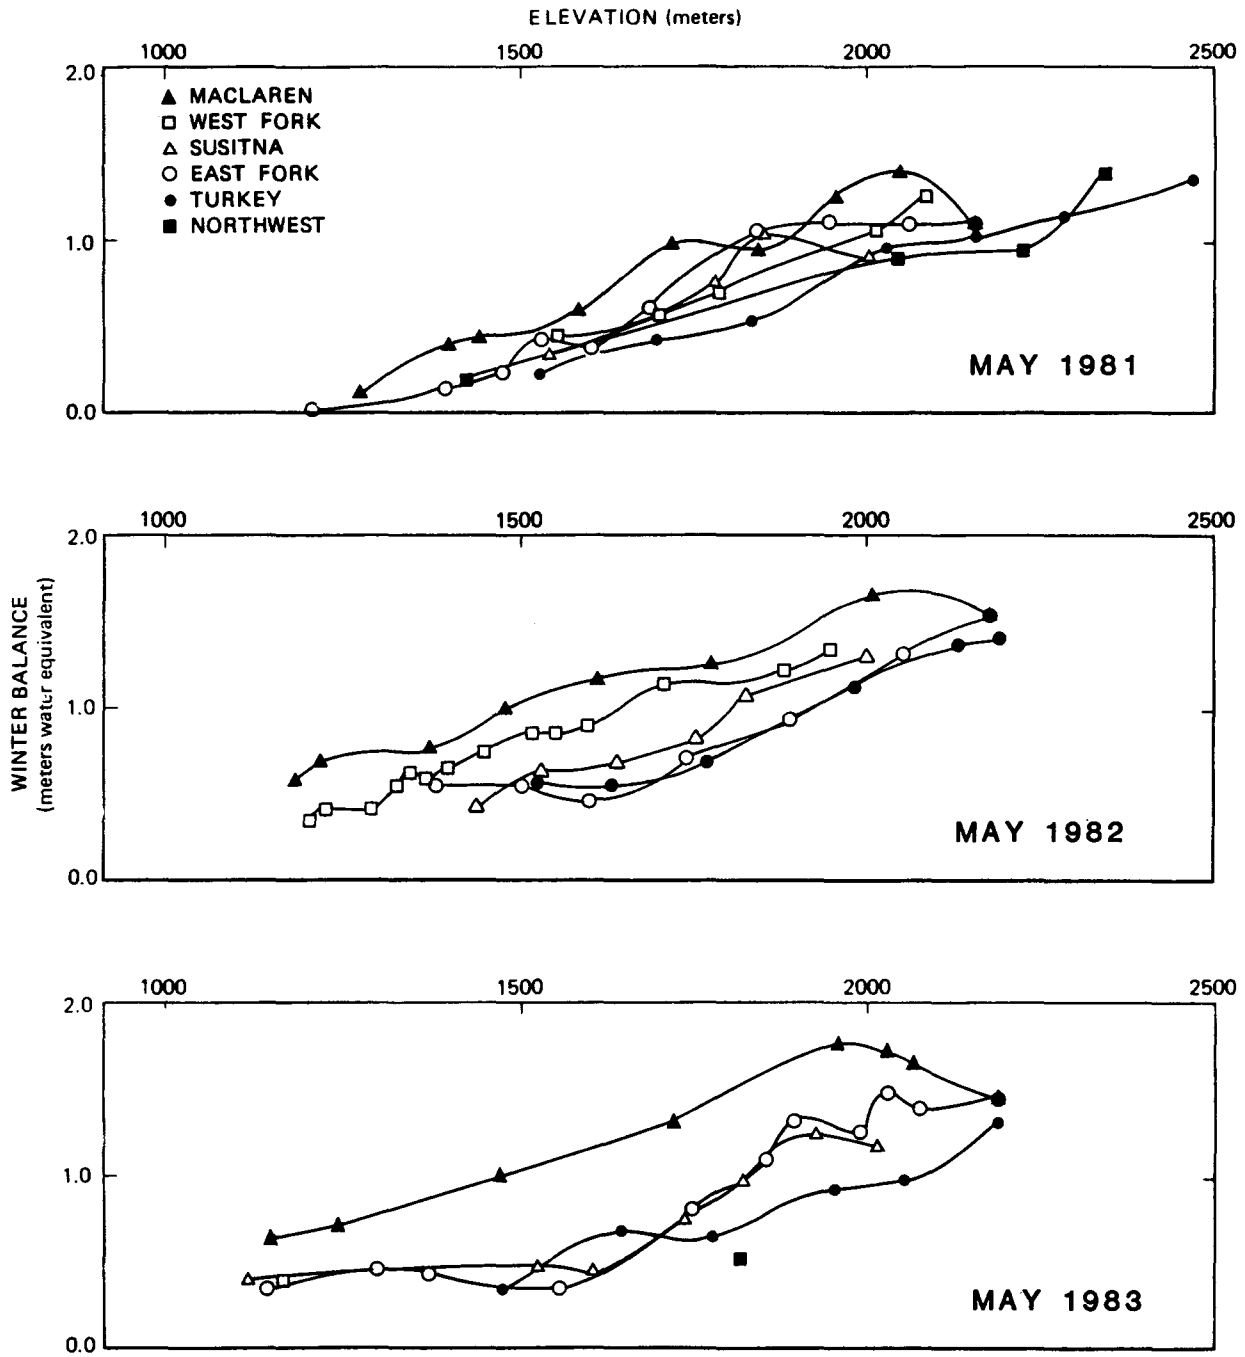 ELEVATION (meters)
1000 1500 2000 2500
2.0
MACLAREN
WEST FORK
SUSITNA
EAST FORK
TURKEY
NORTHWEST
1.0
MAY 1981
0.0
1000 1500 2000 2500
2.0
WINTER BALANCE
(meters water equivalent)
1.0
MAY 1982
0.0
1000 1500 2000 2500
2.0
1.0
MAY 1983
0.0